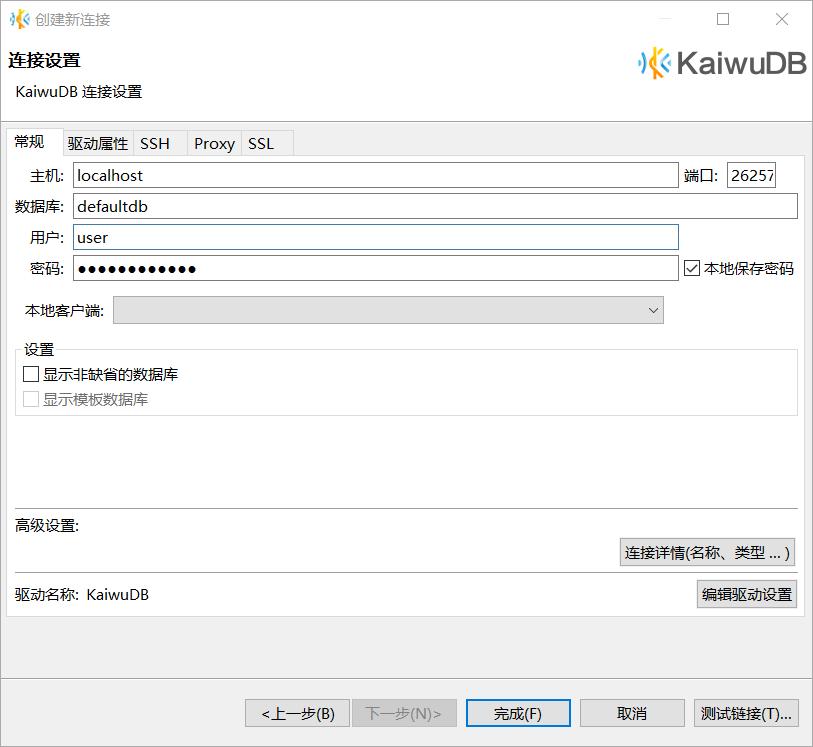 创建新连接
连接设置
KaiwuDB
KaiwuDB 连接设置
常规 驱动属性 SSH Proxy SSL
主机: localhost 端口: 26257
数据库: defaultdb
用户: user
密码: ●●●●●●●●●●●● 本地保存密码
本地客户端:
设置
显示非缺省的数据库
显示模板数据库
高级设置:
连接详情(名称、类型 ... )
驱动名称: KaiwuDB 编辑驱动设置
<上一步(B) 下一步(N)> 完成(F) 取消 测试链接(T)...